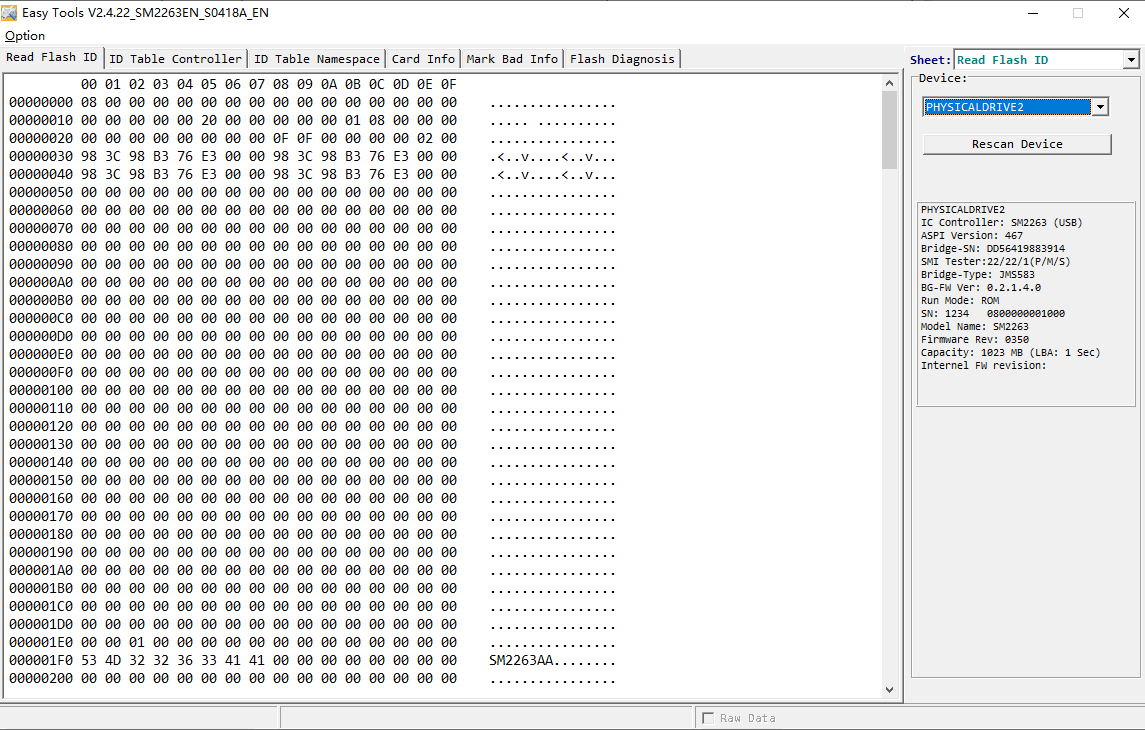 Easy Tools V2.4.22_SM2263EN_S0418A_EN
Option
Read Flash ID ID Table Controller ID Table Namespace Card Info Mark Bad Info Flash Diagnosis
00 01 02 03 04 05 06 07 08 09 0A 0B 0C 0D 0E 0F
00000000 08 00 00 00 00 00 00 00 00 00 00 00 00 00 00 00 ................
00000010 00 00 00 00 00 20 00 00 00 00 00 01 08 00 00 00 ..... ..........
00000020 00 00 00 00 00 00 00 00 0F 0F 00 00 00 00 02 00 ................
00000030 98 3C 98 B3 76 E3 00 00 98 3C 98 B3 76 E3 00 00 .<..v....<..v...
00000040 98 3C 98 B3 76 E3 00 00 98 3C 98 B3 76 E3 00 00 .<..v....<..v...
00000050 00 00 00 00 00 00 00 00 00 00 00 00 00 00 00 00 ................
00000060 00 00 00 00 00 00 00 00 00 00 00 00 00 00 00 00 ................
00000070 00 00 00 00 00 00 00 00 00 00 00 00 00 00 00 00 ................
00000080 00 00 00 00 00 00 00 00 00 00 00 00 00 00 00 00 ................
00000090 00 00 00 00 00 00 00 00 00 00 00 00 00 00 00 00 ................
000000A0 00 00 00 00 00 00 00 00 00 00 00 00 00 00 00 00 ................
000000B0 00 00 00 00 00 00 00 00 00 00 00 00 00 00 00 00 ................
000000C0 00 00 00 00 00 00 00 00 00 00 00 00 00 00 00 00 ................
000000D0 00 00 00 00 00 00 00 00 00 00 00 00 00 00 00 00 ................
000000E0 00 00 00 00 00 00 00 00 00 00 00 00 00 00 00 00 ................
000000F0 00 00 00 00 00 00 00 00 00 00 00 00 00 00 00 00 ................
00000100 00 00 00 00 00 00 00 00 00 00 00 00 00 00 00 00 ................
00000110 00 00 00 00 00 00 00 00 00 00 00 00 00 00 00 00 ................
00000120 00 00 00 00 00 00 00 00 00 00 00 00 00 00 00 00 ................
00000130 00 00 00 00 00 00 00 00 00 00 00 00 00 00 00 00 ................
00000140 00 00 00 00 00 00 00 00 00 00 00 00 00 00 00 00 ................
00000150 00 00 00 00 00 00 00 00 00 00 00 00 00 00 00 00 ................
00000160 00 00 00 00 00 00 00 00 00 00 00 00 00 00 00 00 ................
00000170 00 00 00 00 00 00 00 00 00 00 00 00 00 00 00 00 ................
00000180 00 00 00 00 00 00 00 00 00 00 00 00 00 00 00 00 ................
00000190 00 00 00 00 00 00 00 00 00 00 00 00 00 00 00 00 ................
000001A0 00 00 00 00 00 00 00 00 00 00 00 00 00 00 00 00 ................
000001B0 00 00 00 00 00 00 00 00 00 00 00 00 00 00 00 00 ................
000001C0 00 00 00 00 00 00 00 00 00 00 00 00 00 00 00 00 ................
000001D0 00 00 00 00 00 00 00 00 00 00 00 00 00 00 00 00 ................
000001E0 00 00 01 00 00 00 00 00 00 00 00 00 00 00 00 00 ................
000001F0 53 4D 32 32 36 33 41 41 00 00 00 00 00 00 00 00 SM2263AA........
00000200 00 00 00 00 00 00 00 00 00 00 00 00 00 00 00 00 ................
Sheet: Read Flash ID
Device:
PHYSICALDRIVE2
Rescan Device
PHYSICALDRIVE2
IC Controller: SM2263 (USB)
ASPI Version: 467
Bridge-SN: DD56419883914
SMI Tester:22/22/1(P/M/S)
Bridge-Type: JMS583
BG-FW Ver: 0.2.1.4.0
Run Mode: ROM
SN: 1234 0800000001000
Model Name: SM2263
Firmware Rev: 0350
Capacity: 1023 MB (LBA: 1 Sec)
Internal FW revision:
Raw Data